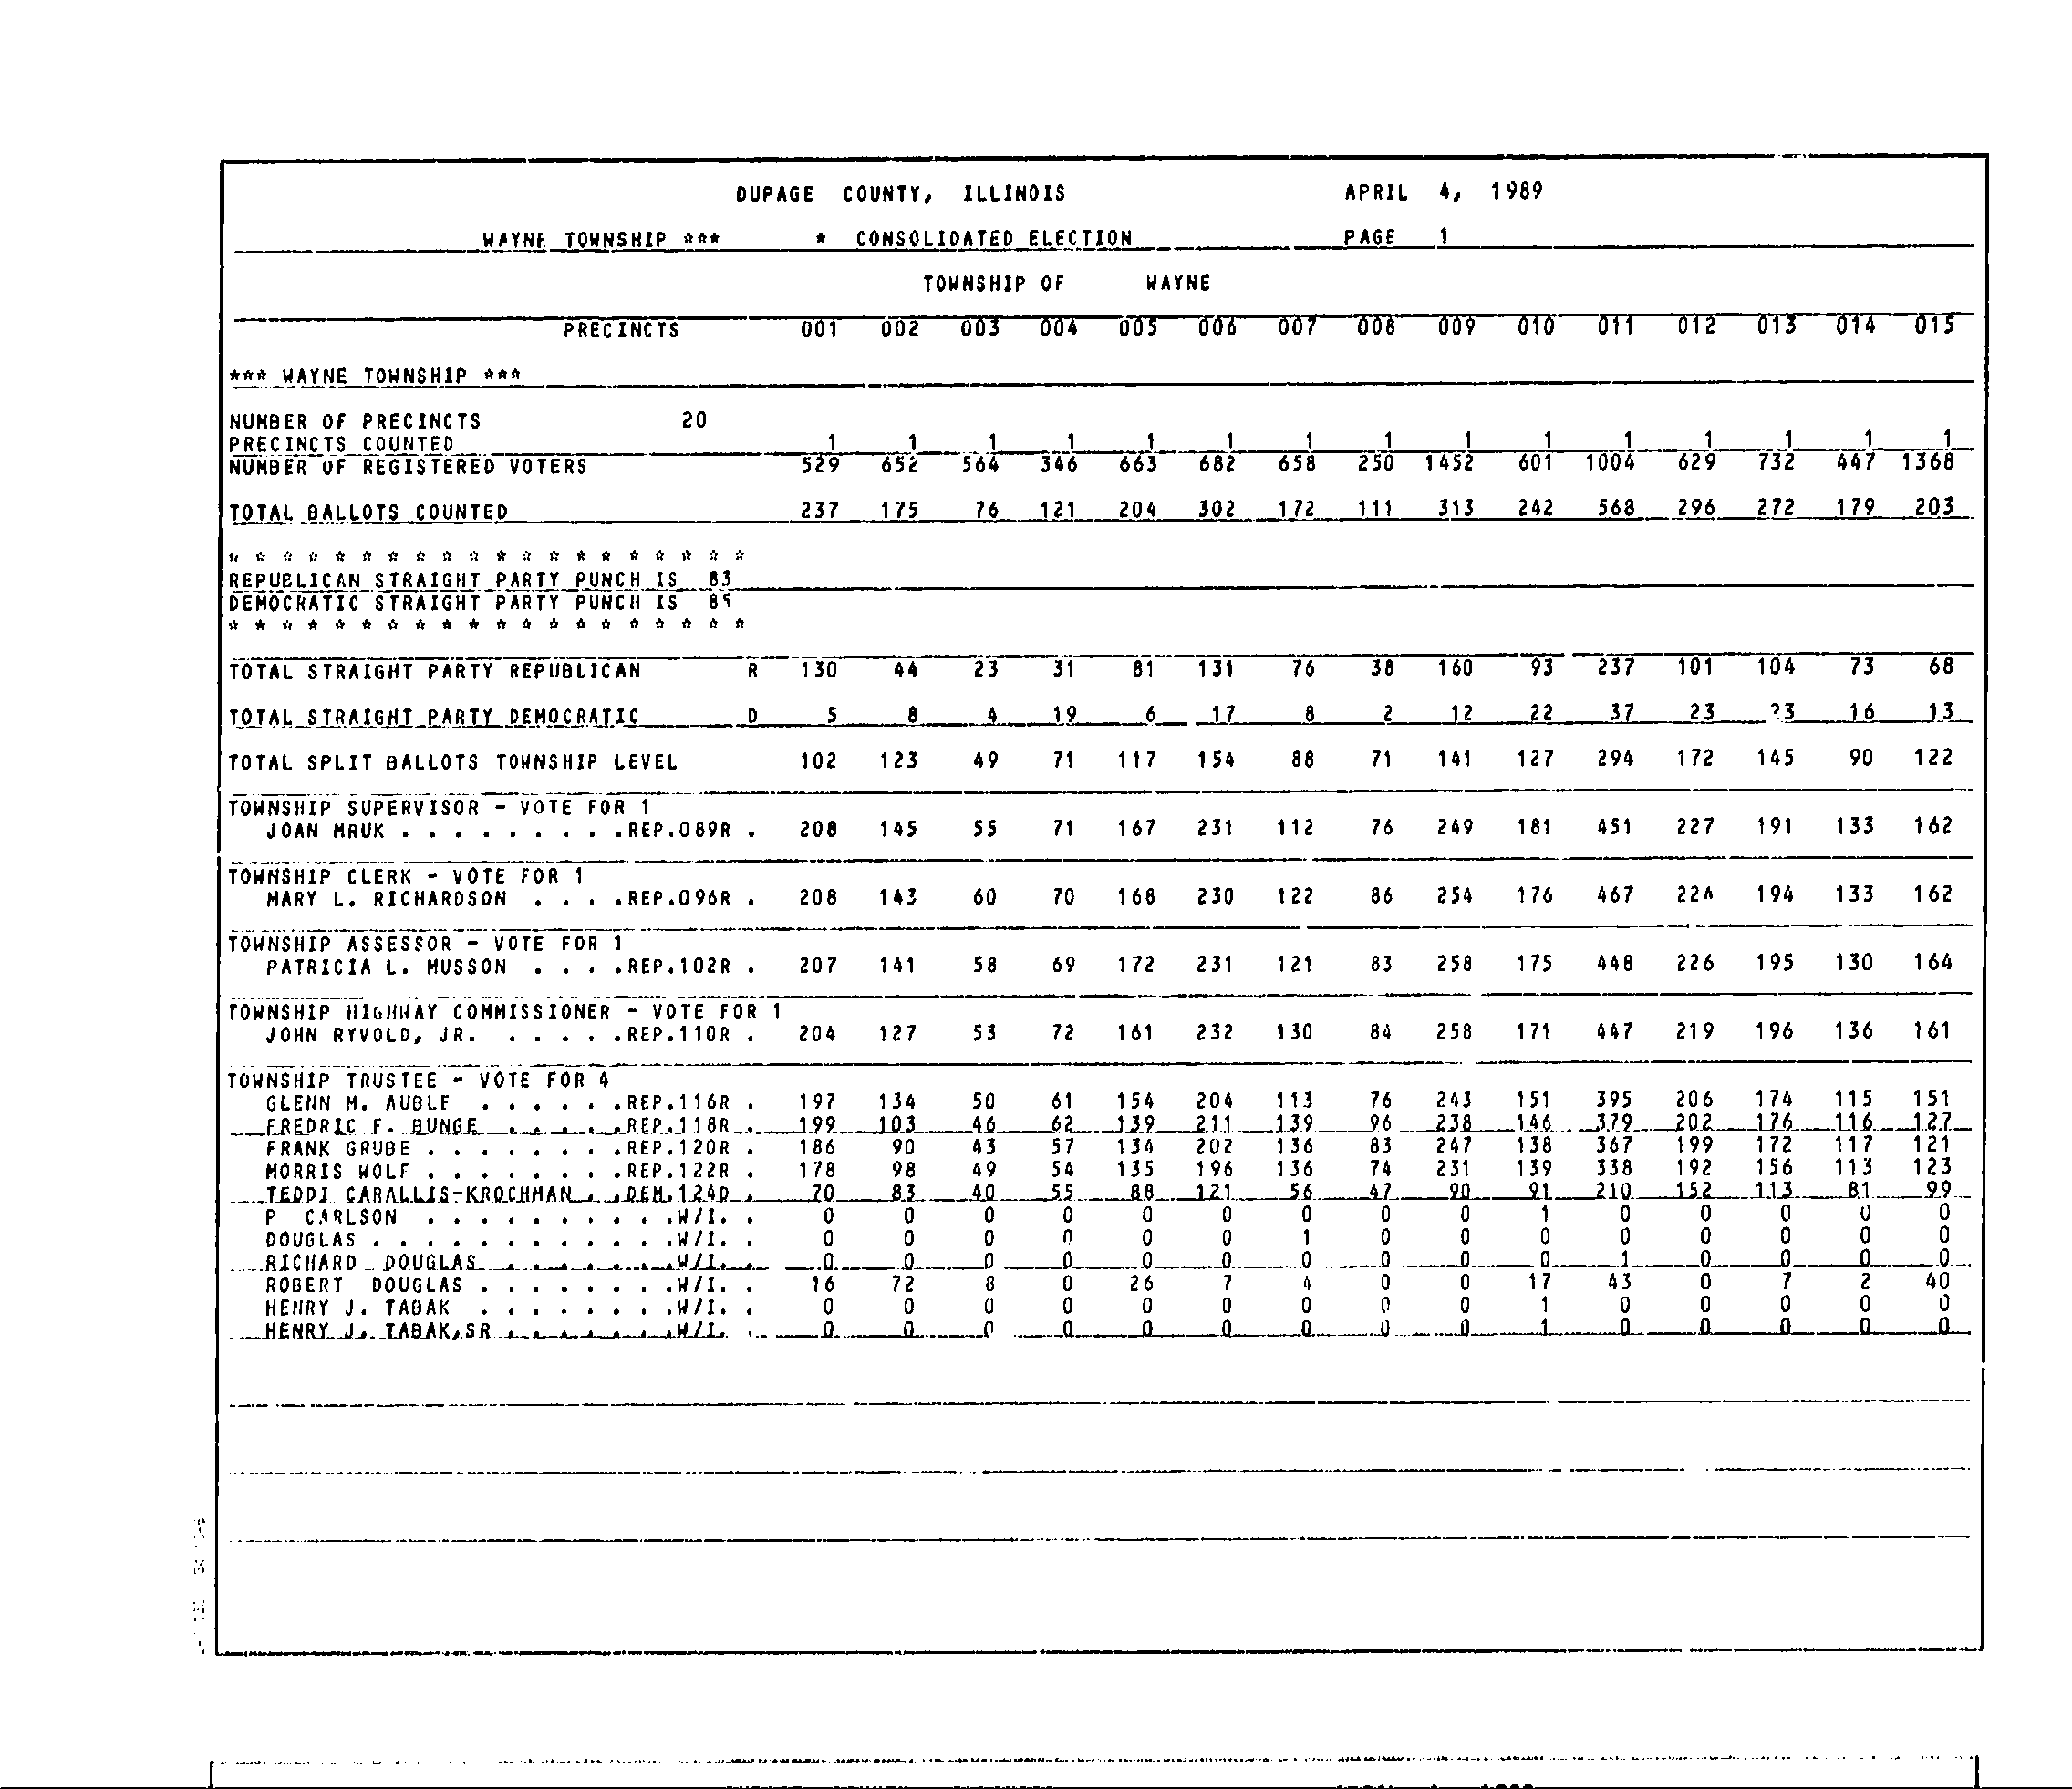 DUPAGE COUNTY, ILLINOIS APRIL 4, 1989
WAYNE TOWNSHIP *** * CONSOLIDATED ELECTION PAGE 1
TOWNSHIP OF WAYNE
PRECINCTS 001 002 003 004 005 006 007 008 009 010 011 012 013 014 015
*** WAYNE TOWNSHIP ***
NUMBER OF PRECINCTS 20
PRECINCTS COUNTED 1 1 1 1 1 1 1 1 1 1 1 1 1 1 1
NUMBER OF REGISTERED VOTERS 529 652 564 346 663 682 658 250 1452 601 1004 629 732 447 1368
TOTAL BALLOTS COUNTED 237 175 76 121 204 302 172 111 313 242 568 296 272 179 203
* * * * * * * * * * * * * * * * * * * *
REPUBLICAN STRAIGHT PARTY PUNCH IS 83
DEMOCRATIC STRAIGHT PARTY PUNCH IS 85
* * * * * * * * * * * * * * * * * * * *
TOTAL STRAIGHT PARTY REPUBLICAN R 130 44 23 31 81 131 76 38 160 93 237 101 104 73 68
TOTAL STRAIGHT PARTY DEMOCRATIC D 5 8 4 19 6 17 8 2 12 22 37 23 23 16 13
TOTAL SPLIT BALLOTS TOWNSHIP LEVEL 102 123 49 71 117 154 88 71 141 127 294 172 145 90 122
TOWNSHIP SUPERVISOR - VOTE FOR 1
JOAN MRUK . . . . . . . . .REP.089R . 208 145 55 71 167 231 112 76 249 181 451 227 191 133 162
TOWNSHIP CLERK - VOTE FOR 1
MARY L. RICHARDSON . . . .REP.096R . 208 143 60 70 168 230 122 86 254 176 467 194 133 162
TOWNSHIP ASSESSOR - VOTE FOR 1
PATRICIA L. MUSSON . . . .REP.102R . 207 141 58 69 172 231 121 83 258 175 448 226 195 130 164
TOWNSHIP HIGHWAY COMMISSIONER - VOTE FOR 1
JOHN RYVOLD, JR. . . . . .REP.110R . 204 127 53 72 161 232 130 84 258 171 447 219 196 136 161
TOWNSHIP TRUSTEE - VOTE FOR 4
GLENN M. AUBLE . . . . . .REP.116R . 197 134 50 61 154 204 113 76 243 151 395 206 174 115 151
FREDRIC F. BUNGE . . . . .REP.118R . 199 103 46 62 139 211 139 96 238 146 379 202 176 116 127
FRANK GRUBE . . . . . . . .REP.120R . 186 90 43 57 134 202 136 83 247 138 367 199 172 117 121
MORRIS WOLF . . . . . . . .REP.122R . 178 98 49 54 135 196 136 74 231 139 338 192 156 113 123
TEDDI CARALLIS-KROCHMAN . .DEM.124D . 70 83 40 55 88 121 56 47 90 91 210 152 113 81 99
P CARLSON . . . . . . . . . .W/I. . 0 0 0 0 0 0 0 0 0 1 0 0 0 0 0
DOUGLAS . . . . . . . . . . . .W/I. . 0 0 0 0 0 0 1 0 0 0 0 0 0 0 0
RICHARD DOUGLAS . . . . . . . .W/I. . 0 0 0 0 0 0 0 0 0 0 1 0 0 0 0
ROBERT DOUGLAS . . . . . . . .W/I. . 16 72 8 0 26 7 4 0 0 17 43 0 7 2 40
HENRY J. TABAK . . . . . . . .W/I. . 0 0 0 0 0 0 0 0 0 1 0 0 0 0 0
HENRY J. TABAK,SR . . . . . . .W/I. . 0 0 0 0 0 0 0 0 0 1 0 0 0 0 0